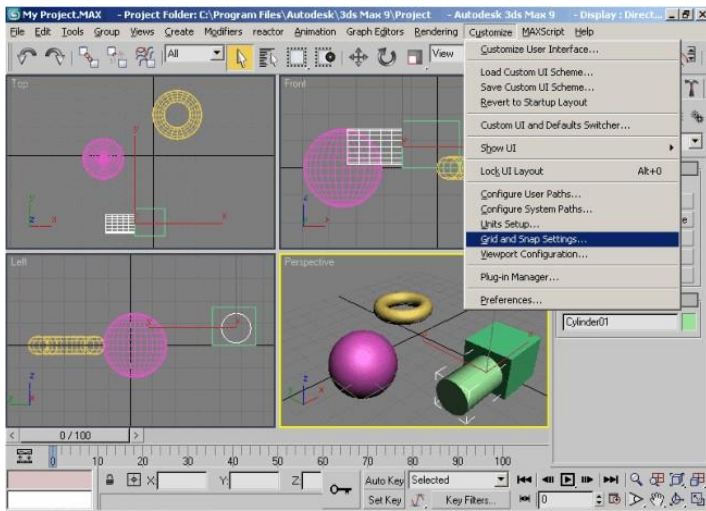 My Project.MAX - Project Folder: C:\Program Files\Autodesk\3ds Max 9\Project - Autodesk 3ds Max 9 - Display : Direct...
File Edit Tools Group Views Create Modifiers reactor Animation Graph Editors Rendering Customize MAXScript Help
All
View
Customize User Interface...
Load Custom UI Scheme...
Save Custom UI Scheme...
Revert to Startup Layout
Custom UI and Defaults Switcher...
Show UI
Lock UI Layout Alt+0
Configure User Paths...
Configure System Paths...
Units Setup...
Grid and Snap Settings...
Viewport Configuration...
Plug-in Manager...
Preferences...
Top
Front
Left
Perspective
Cylinder01
0 / 100
0 10 20 30 40 50 60 70 80 90 100
X: Y: Z: Auto Key Selected
Set Key Key Filters... 0